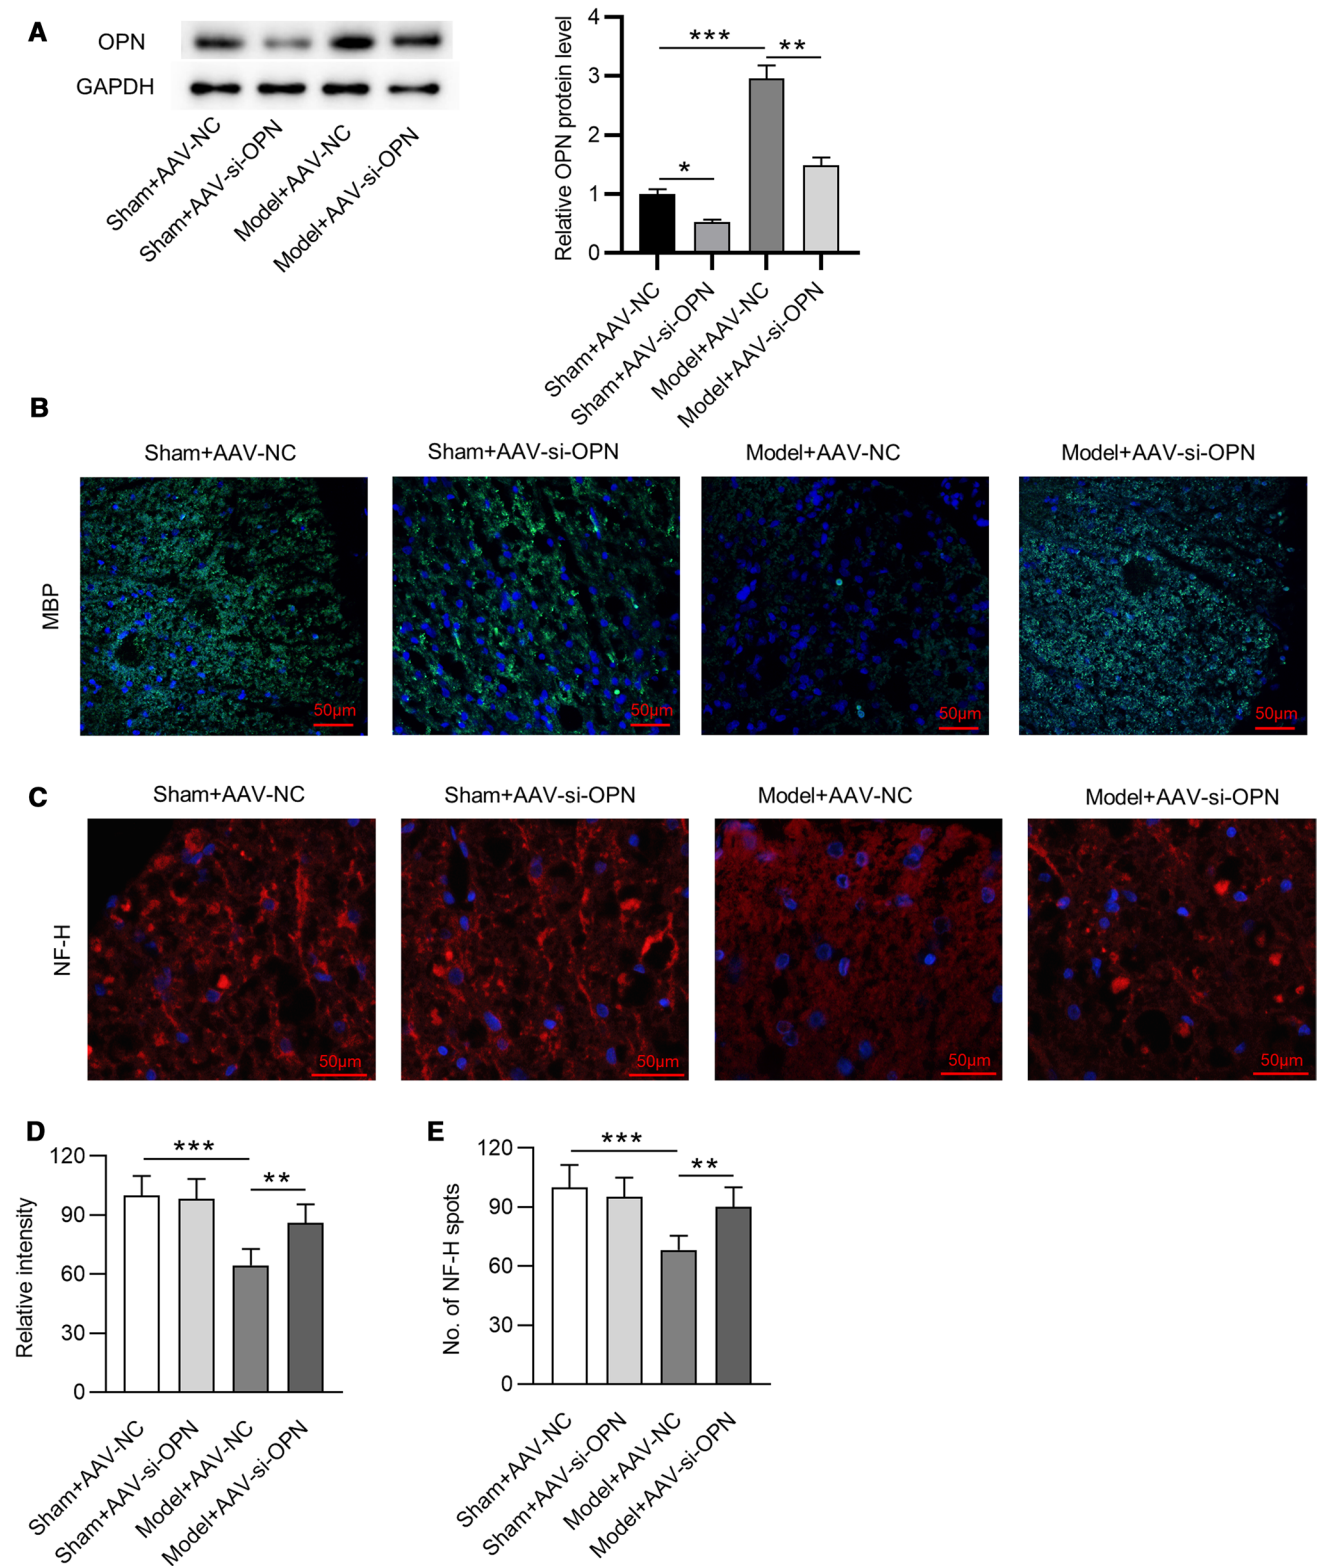 A
OPN
GAPDH
Sham+AAV-NC
Sham+AAV-si-OPN
Model+AAV-NC
Model+AAV-si-OPN
Relative OPN protein level
4
3
2
1
0
***
**
*
Sham+AAV-NC
Sham+AAV-si-OPN
Model+AAV-NC
Model+AAV-si-OPN
B
Sham+AAV-NC
Sham+AAV-si-OPN
Model+AAV-NC
Model+AAV-si-OPN
MBP
50μm
50μm
50μm
50μm
C
Sham+AAV-NC
Sham+AAV-si-OPN
Model+AAV-NC
Model+AAV-si-OPN
NF-H
50μm
50μm
50μm
50μm
D
Relative intensity
120
90
60
30
0
***
**
Sham+AAV-NC
Sham+AAV-si-OPN
Model+AAV-NC
Model+AAV-si-OPN
E
No. of NF-H spots
120
90
60
30
0
***
**
Sham+AAV-NC
Sham+AAV-si-OPN
Model+AAV-NC
Model+AAV-si-OPN